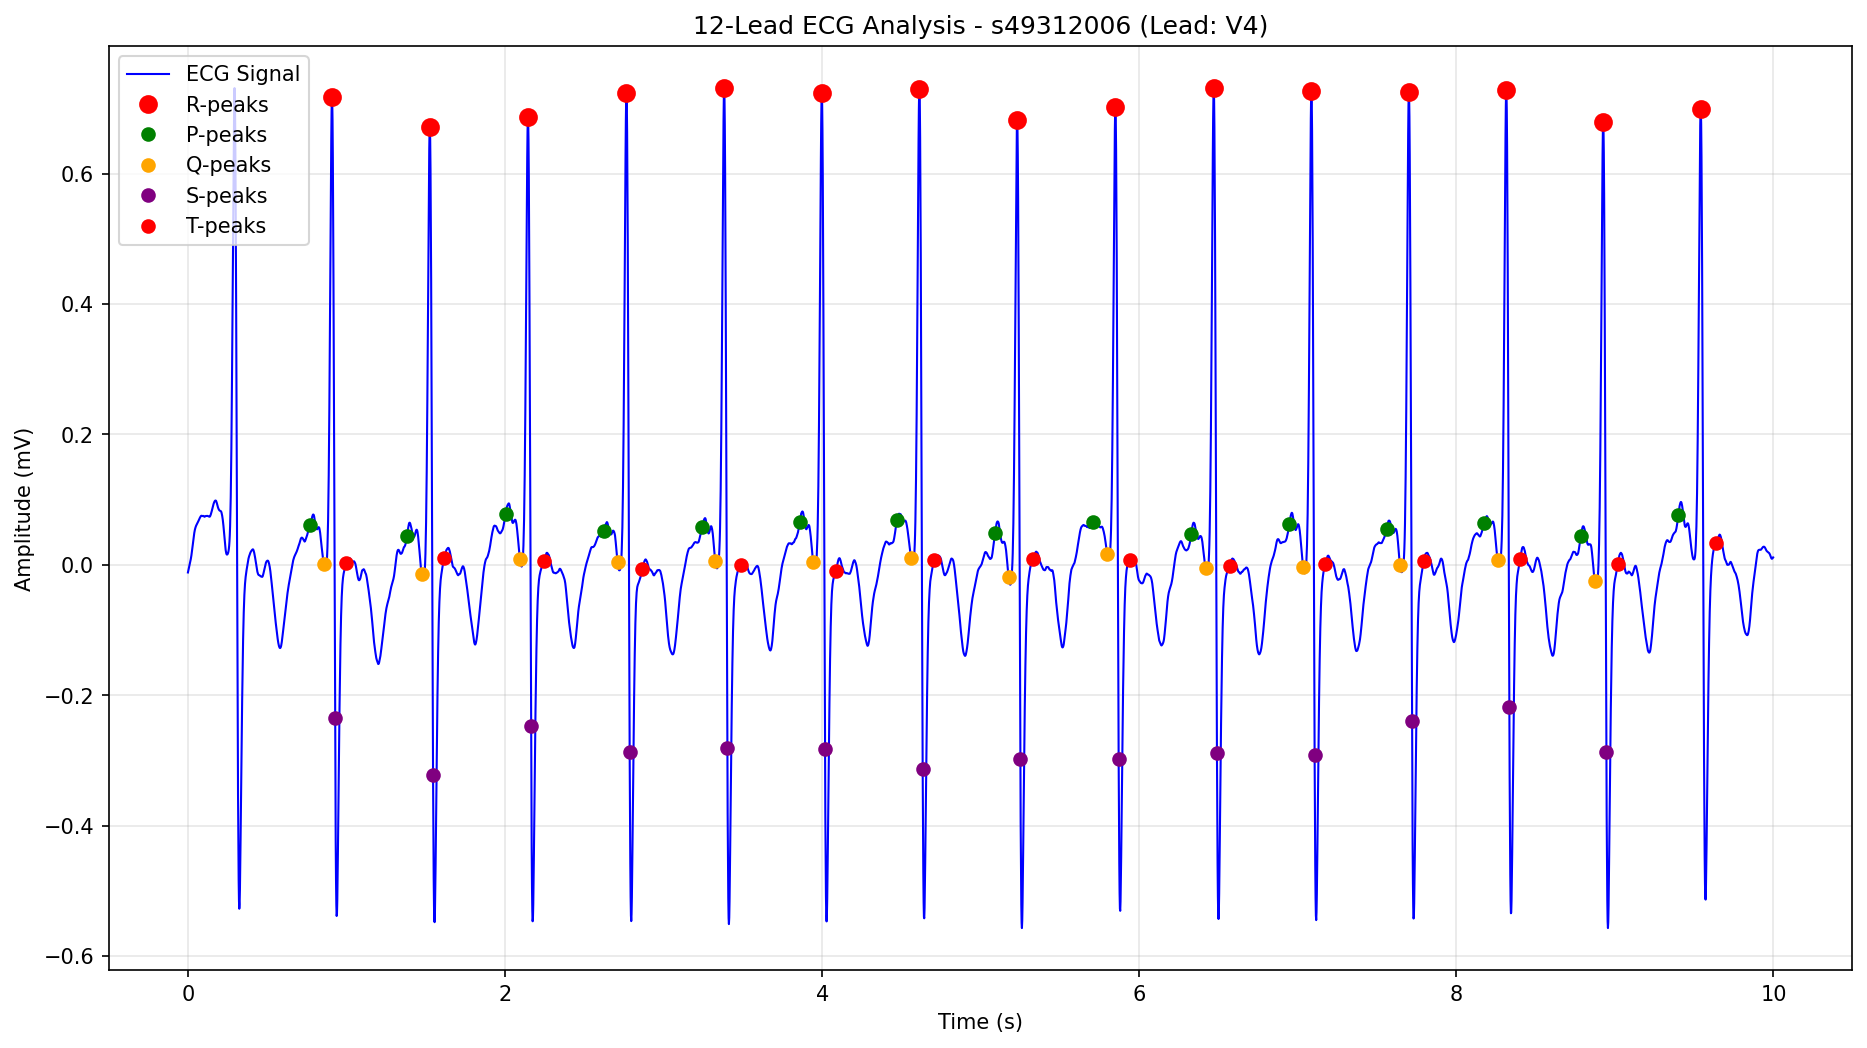 12-Lead ECG Analysis - s49312006 (Lead: V4)
ECG Signal
R-peaks
P-peaks
Q-peaks
S-peaks
T-peaks
Amplitude (mV)
0.6
0.4
0.2
0.0
−0.2
−0.4
−0.6
0 2 4 6 8 10
Time (s)